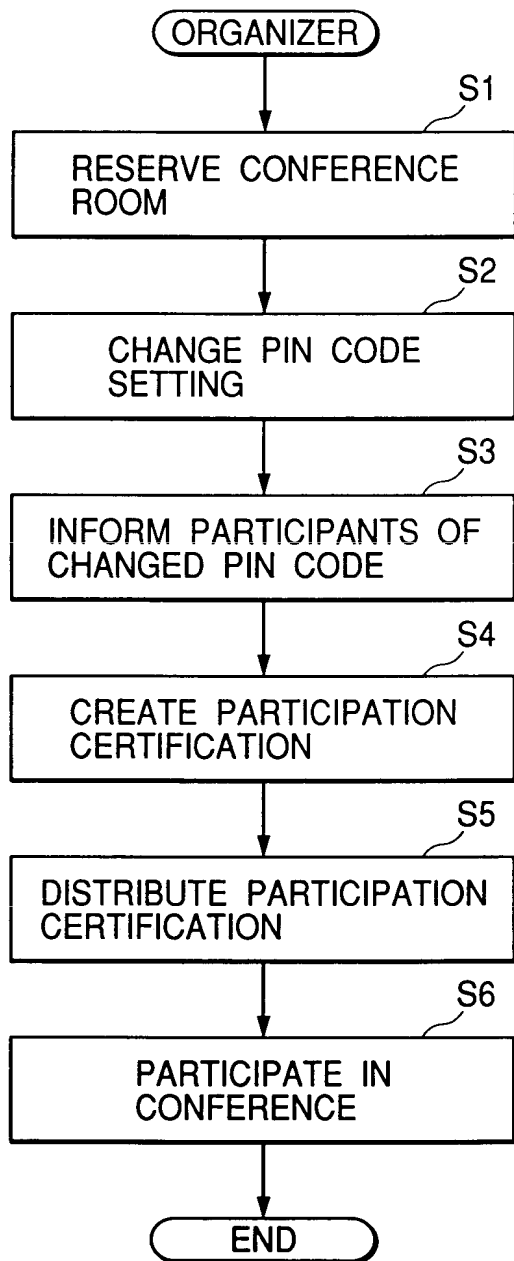 ORGANIZER
S1
RESERVE CONFERENCE
ROOM
S2
CHANGE PIN CODE
SETTING
S3
INFORM PARTICIPANTS OF
CHANGED PIN CODE
S4
CREATE PARTICIPATION
CERTIFICATION
S5
DISTRIBUTE PARTICIPATION
CERTIFICATION
S6
PARTICIPATE IN
CONFERENCE
END